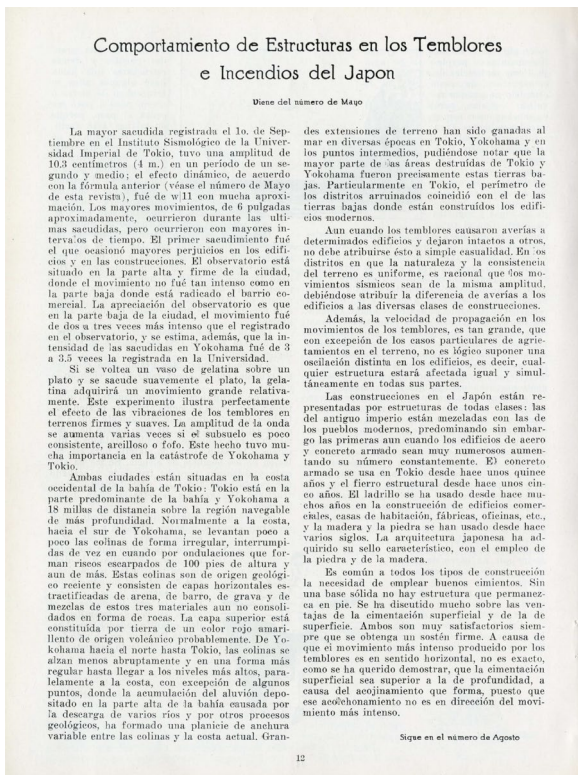 Comportamiento de Estructuras en los Temblores
e Incendios del Japon
Viene del número de Mayo
La mayor sacudida registrada el 1o. de Sep-
tiembre en el Instituto Sismológico de la Univer-
sidad Imperial de Tokio, tuvo una amplitud de
10.3 centímetros (4 m.) en un período de un se-
gundo y medio; el efecto dinámico, de acuerdo
con la fórmula anterior (véase el número de Mayo
de esta revista), fué de w|11 con mucha aproxi-
mación. Los mayores movimientos, de 6 pulgadas
aproximadamente, ocurrieron durante las ulti-
mas sacudidas, pero ocurrieron con mayores in-
tervalos de tiempo. El primer sacudimiento fué
el que ocasionó mayores perjuicios en los edifi-
cios y en las construcciones. El observatorio está
situado en la parte alta y firme de la ciudad,
donde el movimiento no fué tan intenso como en
la parte baja donde está radicado el barrio co-
mercial. La apreciación del observatorio es que
en la parte baja de la ciudad, el movimiento fué
de dos a tres veces más intenso que el registrado
en el observatorio, y se estima, además, que la in-
tensidad de las sacudidas en Yokohama fué de 3
a 3.5 veces la registrada en la Universidad.
Si se voltea un vaso de gelatina sobre un
plato y se sacude suavemente el plato, la gela-
tina adquirirá un movimiento grande relativa-
mente. Este experimento ilustra perfectamente
el efecto de las vibraciones de los temblores en
terrenos firmes y suaves. La amplitud de la onda
se aumenta varias veces si el subsuelo es poco
consistente, arcilloso o fofo. Este hecho tuvo mu-
cha importancia en la catástrofe de Yokohama y
Tokio.
Ambas ciudades están situadas en la costa
occidental de la bahía de Tokio: Tokio está en la
parte predominante de la bahía y Yokohama a
18 millas de distancia sobre la región navegable
de más profundidad. Normalmente a la costa,
hacia el sur de Yokohama, se levantan poco a
poco las colinas de forma irregular, interrumpi-
das de vez en cuando por ondulaciones que for-
man riscos escarpados de 100 pies de altura y
aun de más. Estas colinas son de origen geológi-
co reciente y consisten de capas horizontales es-
tractificadas de arena, de barro, de grava y de
mezclas de estos tres materiales aun no consoli-
dados en forma de rocas. La capa superior está
constituída por tierra de un color rojo amari-
llento de origen volcánico probablemente. De Yo-
kohama hacia el norte hasta Tokio, las colinas se
alzan menos abruptamente y en una forma más
regular hasta llegar a los niveles más altos, para-
lelamente a la costa, con excepción de algunos
puntos, donde la acumulación del aluvión depo-
sitado en la parte alta de la bahía causada por
la descarga de varios ríos y por otros procesos
geológicos, ha formado una planicie de anchura
variable entre las colinas y la costa actual. Gran-
des extensiones de terreno han sido ganadas al
mar en diversas épocas en Tokio, Yokohama y en
los puntos intermedios, pudiéndose notar que la
mayor parte de las áreas destruídas de Tokio y
Yokohama fueron precisamente estas tierras ba-
jas. Particularmente en Tokio, el perímetro de
los distritos arruinados coincidió con el de las
tierras bajas donde están construídos los edifi-
cios modernos.
Aun cuando los temblores causaron averías a
determinados edificios y dejaron intactos a otros,
no debe atribuirse ésto a simple casualidad. En los
distritos en que la naturaleza y la consistencia
del terreno es uniforme, es racional que los mo-
vimientos sísmicos sean de la misma amplitud,
debiéndose atribuír la diferencia de averías a los
edificios a las diversas clases de construcciones.
Además, la velocidad de propagación en los
movimientos de los temblores, es tan grande, que
con excepción de los casos particulares de agrie-
tamientos en el terreno, no es lógico suponer una
oscilación distinta en los edificios, es decir, cual-
quier estructura estará afectada igual y simul-
táneamente en todas sus partes.
Las construcciones en el Japón están re-
presentadas por estructuras de todas clases: las
del antiguo imperio están mezcladas con las de
los pueblos modernos, predominando sin embar-
go las primeras aun cuando los edificios de acero
y concreto armado sean muy numerosos aumen-
tando su número constantemente. El concreto
armado se usa en Tokio desde hace unos quince
años y el fierro estructural desde hace unos cin-
co años. El ladrillo se ha usado desde hace mu-
chos años en la construcción de edificios comer-
ciales, casas de habitación, fábricas, oficinas, etc.,
y la madera y la piedra se han usado desde hace
varios siglos. La arquitectura japonesa ha ad-
quirido su sello característico, con el empleo de
la piedra y de la madera.
Es común a todos los tipos de construcción
la necesidad de emplear buenos cimientos. Sin
una base sólida no hay estructura que permanez-
ca en pie. Se ha discutido mucho sobre las ven-
tajas de la cimentación superficial y de la de
superficie. Ambos son muy satisfactorios siem-
pre que se obtenga un sostén firme. A causa de
que el movimiento más intenso producido por los
temblores es en sentido horizontal, no es exacto,
como se ha querido demostrar, que la cimentación
superficial sea superior a la de profundidad, a
causa del acojinamiento que forma, puesto que
ese acolchonamiento no es en dirección del movi-
miento más intenso.
Sigue en el número de Agosto
12